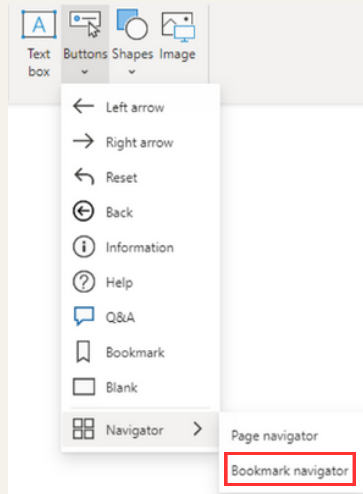 Text box
Buttons
Shapes
Image
Left arrow
Right arrow
Reset
Back
Information
Help
Q&A
Bookmark
Blank
Navigator
Page navigator
Bookmark navigator